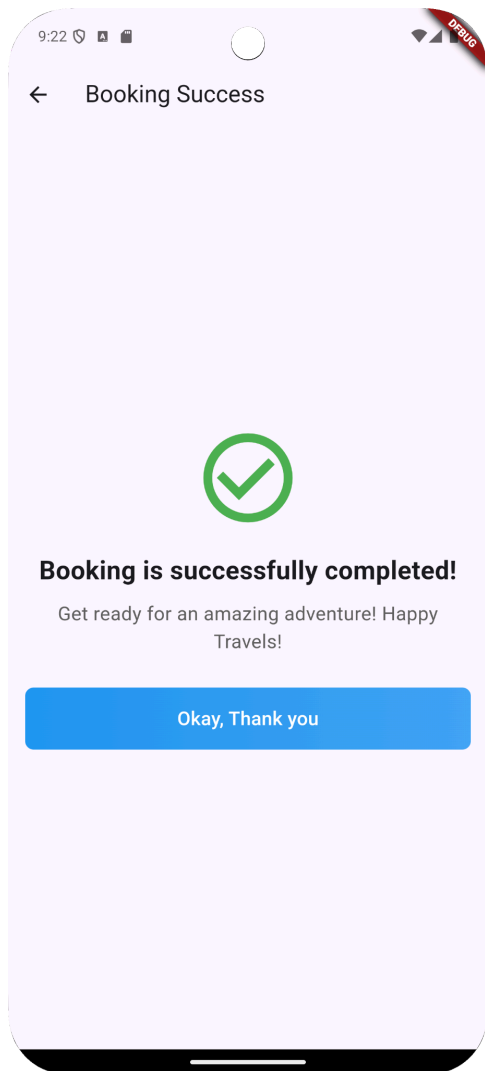 9:22
DEBUG
Booking Success
Booking is successfully completed!
Get ready for an amazing adventure! Happy
Travels!
Okay, Thank you